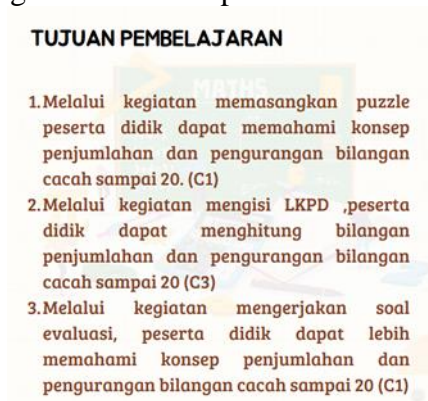 TUJUAN PEMBELAJARAN
MATHS
1.Melalui kegiatan memasangkan puzzle
peserta didik dapat memahami konsep
penjumlahan dan pengurangan bilangan
cacah sampai 20. (C1)
2.Melalui kegiatan mengisi LKPD ,peserta
didik dapat menghitung bilangan
penjumlahan dan pengurangan bilangan
cacah sampai 20 (C3)
3.Melalui kegiatan mengerjakan soal
evaluasi, peserta didik dapat lebih
memahami konsep penjumlahan dan
pengurangan bilangan cacah sampai 20 (C1)